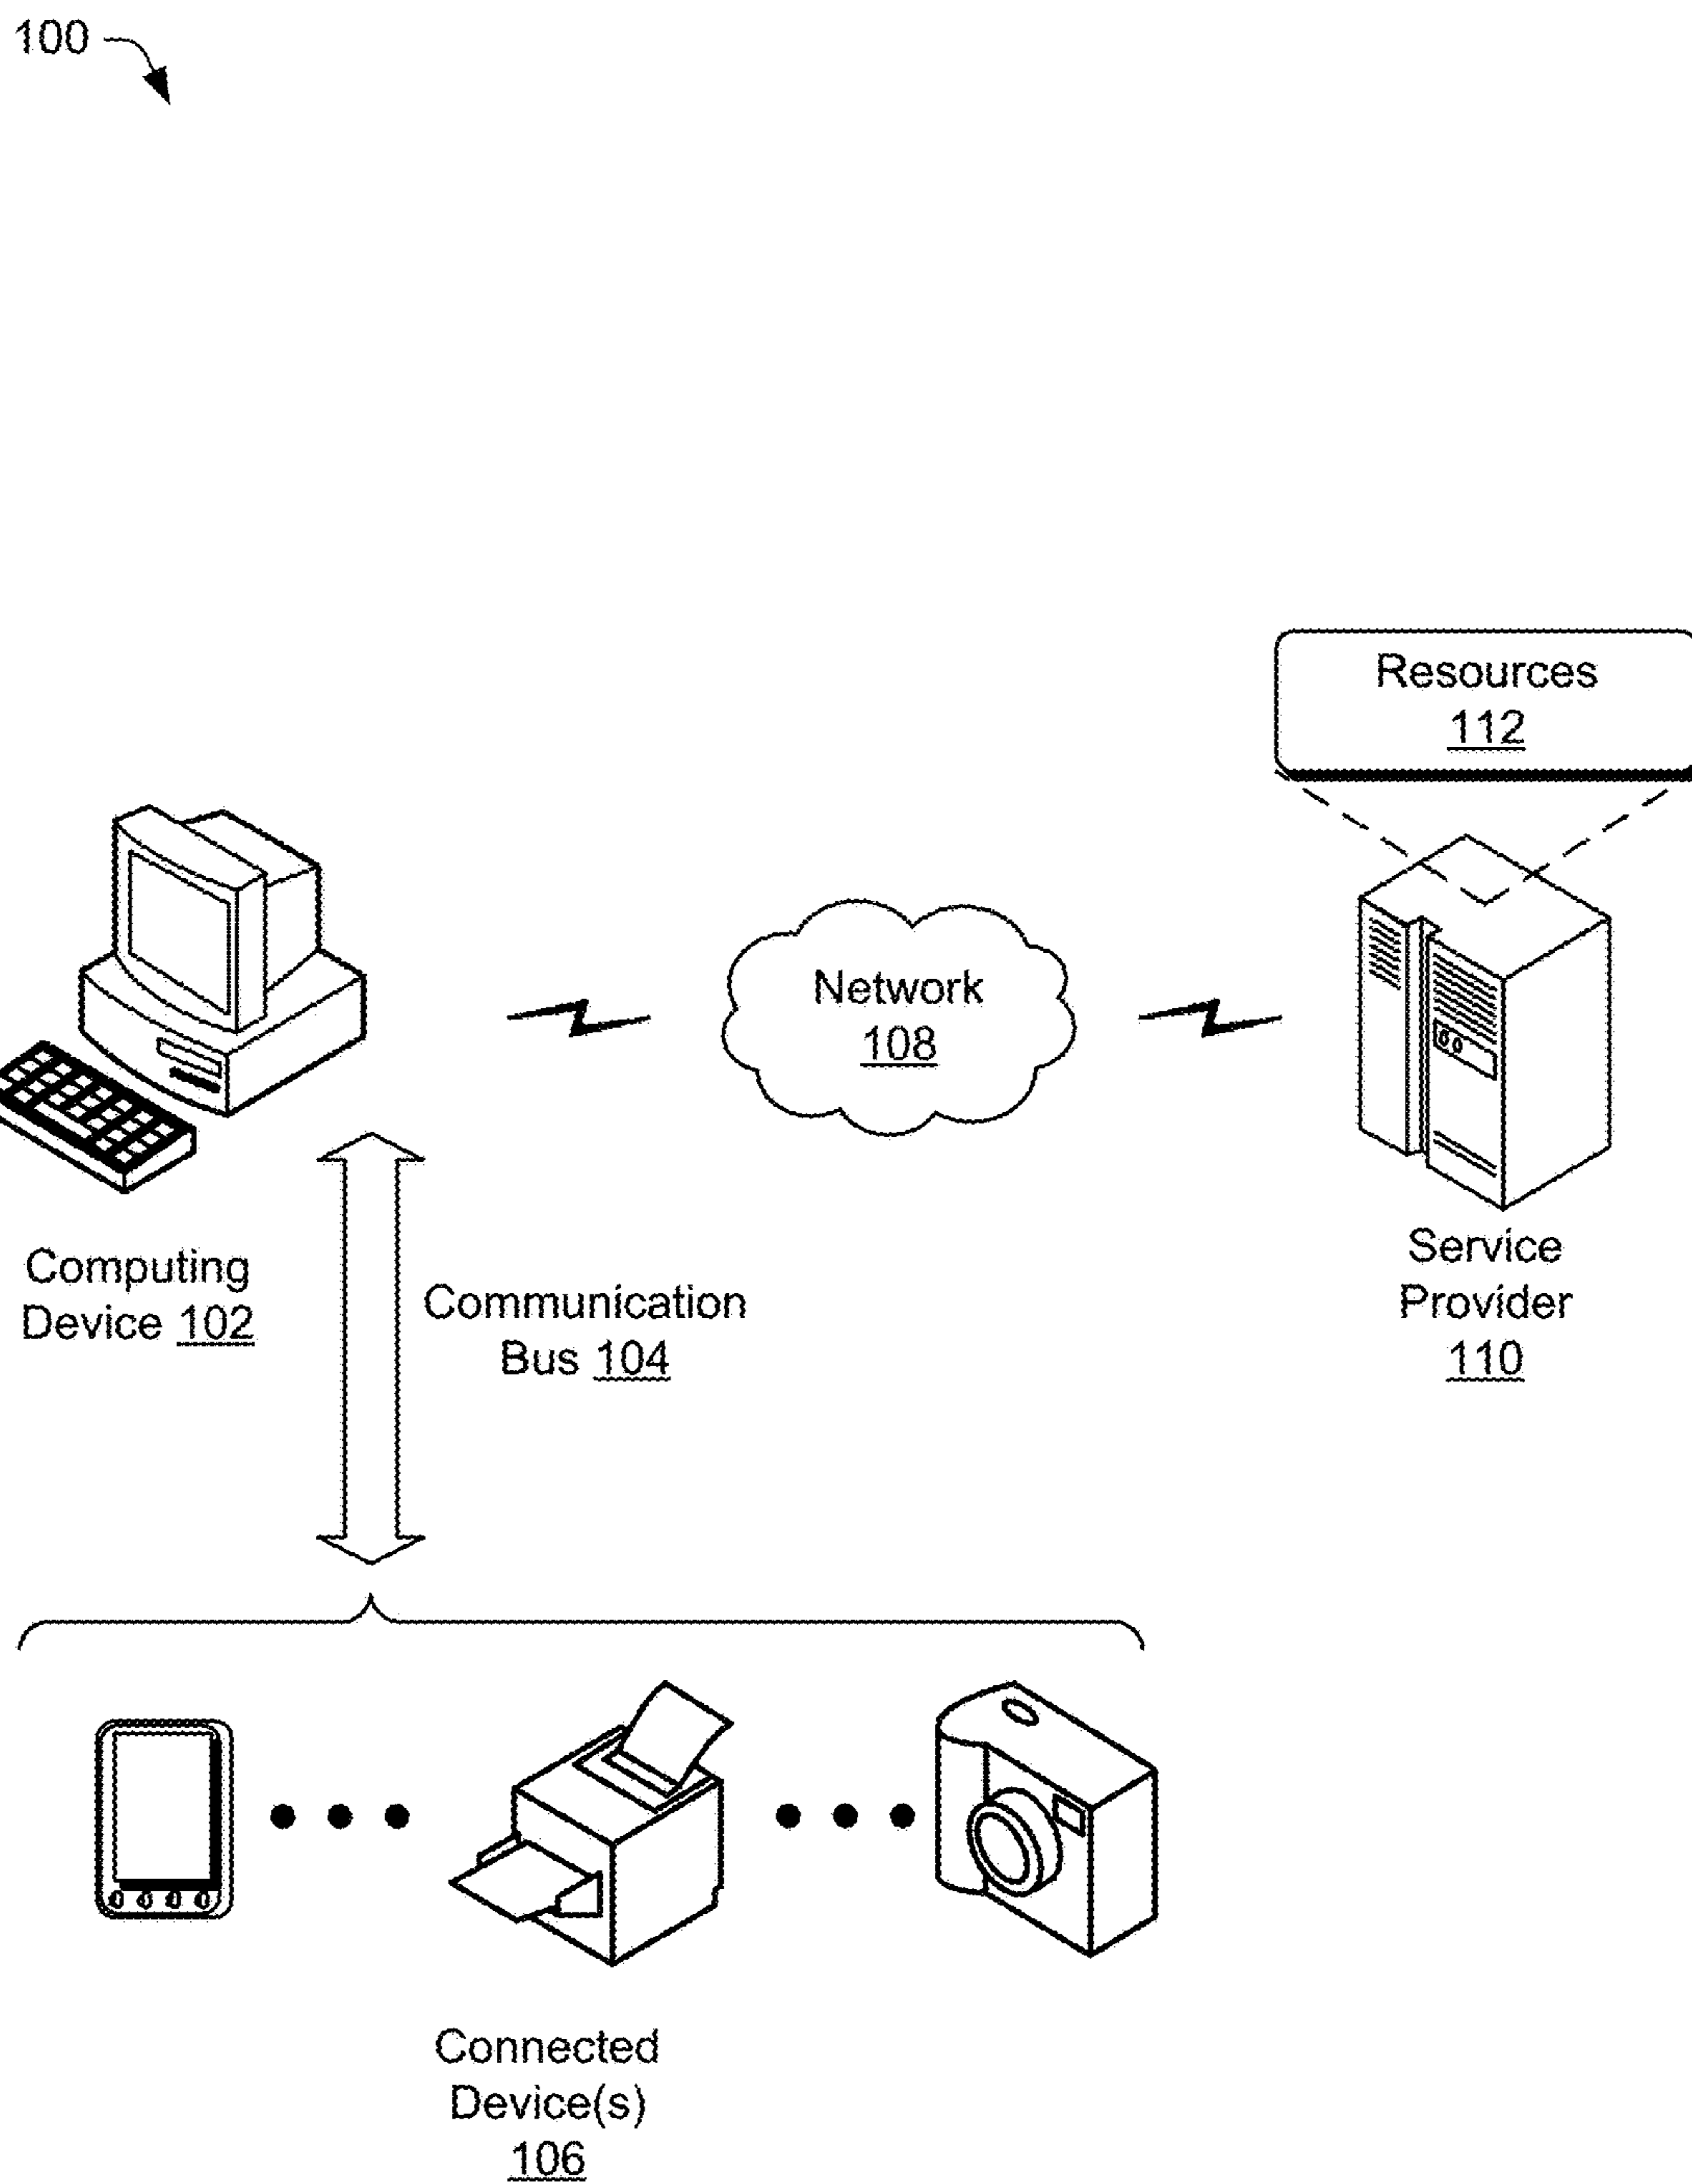 100
Resources
112
Network
108
Computing
Device 102
Communication
Bus 104
Service
Provider
110
Connected
Device(s)
106